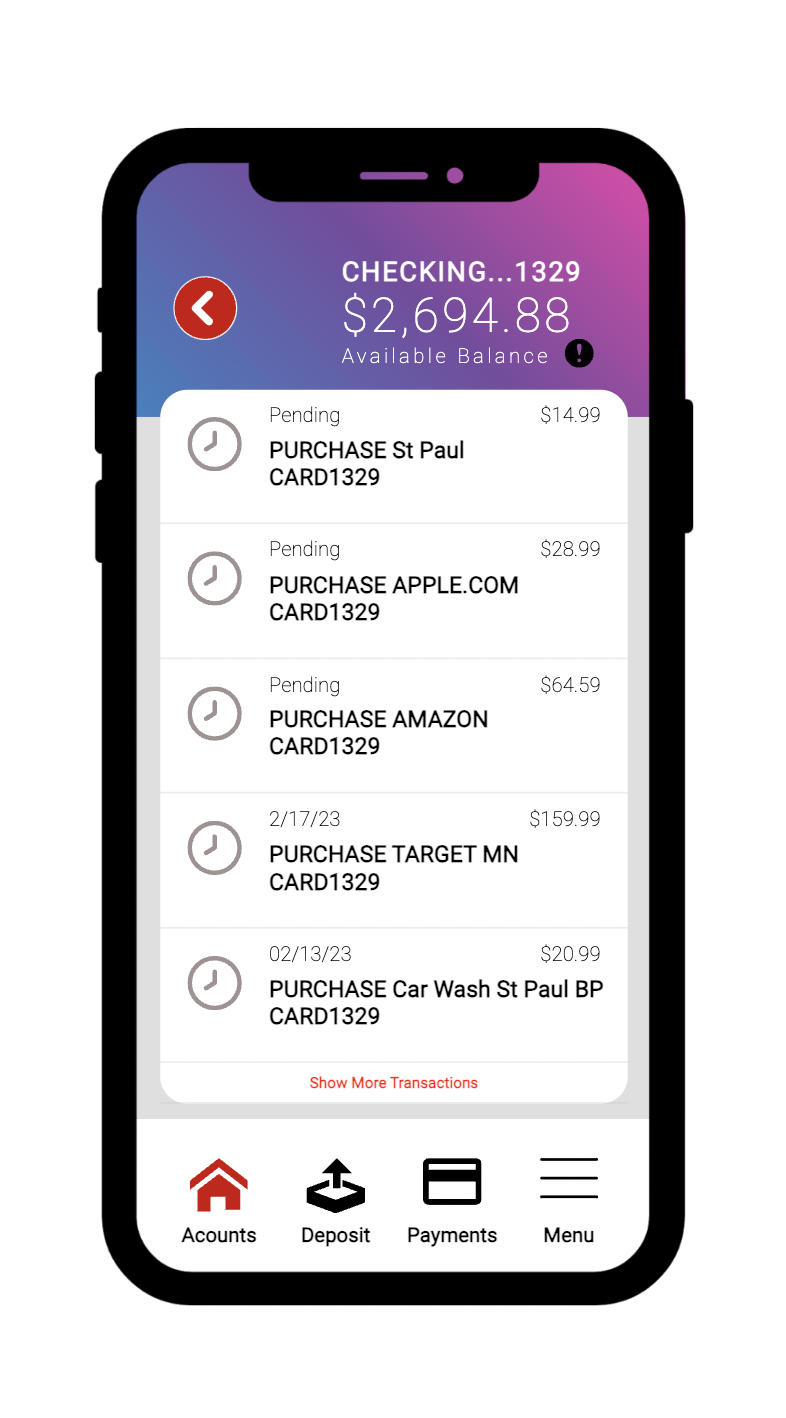 CHECKING...1329
$2,694.88
Available Balance !
Pending $14.99
PURCHASE St Paul
CARD1329
Pending $28.99
PURCHASE APPLE.COM
CARD1329
Pending $64.59
PURCHASE AMAZON
CARD1329
2/17/23 $159.99
PURCHASE TARGET MN
CARD1329
02/13/23 $20.99
PURCHASE Car Wash St Paul BP
CARD1329
Show More Transactions
Acounts Deposit Payments Menu